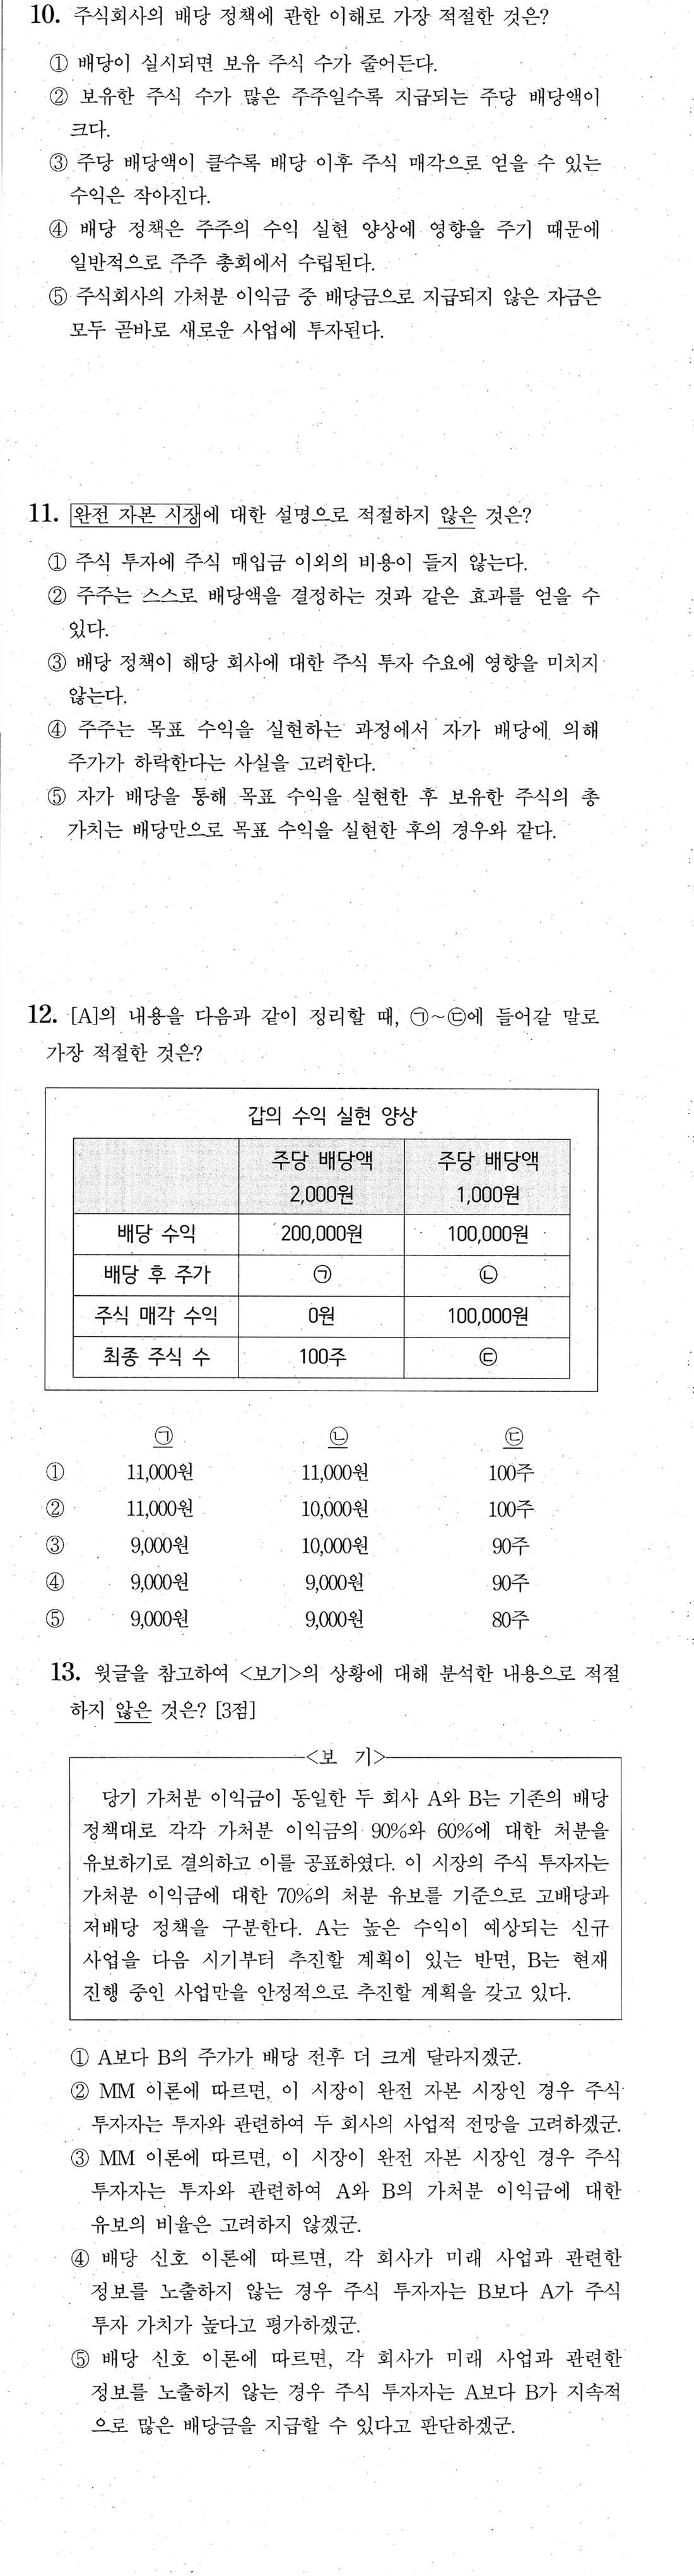 10. 주식회사의 배당 정책에 관한 이해로 가장 적절한 것은?
① 배당이 실시되면 보유 주식 수가 줄어든다.
② 보유한 주식 수가 많은 주주일수록 지급되는 주당 배당액이
크다.
③ 주당 배당액이 클수록 배당 이후 주식 매각으로 얻을 수 있는
수익은 작아진다.
④ 배당 정책은 주주의 수익 실현 양상에 영향을 주기 때문에
일반적으로 주주 총회에서 수립된다.
⑤ 주식회사의 가처분 이익금 중 배당금으로 지급되지 않은 자금은
모두 곧바로 새로운 사업에 투자된다.
11. 완전 자본 시장에 대한 설명으로 적절하지 않은 것은?
① 주식 투자에 주식 매입금 이외의 비용이 들지 않는다.
② 주주는 스스로 배당액을 결정하는 것과 같은 효과를 얻을 수
있다.
③ 배당 정책이 해당 회사에 대한 주식 투자 수요에 영향을 미치지
않는다.
④ 주주는 목표 수익을 실현하는 과정에서 자가 배당에 의해
주가가 하락한다는 사실을 고려한다.
⑤ 자가 배당을 통해 목표 수익을 실현한 후 보유한 주식의 총
가치는 배당만으로 목표 수익을 실현한 후의 경우와 같다.
12. [A]의 내용을 다음과 같이 정리할 때, ㉠~㉢에 들어갈 말로
가장 적절한 것은?
갑의 수익 실현 양상
주당 배당액 주당 배당액
2,000원 1,000원
배당 수익 200,000원 100,000원
배당 후 주가 ㉠ ㉡
주식 매각 수익 0원 100,000원
최종 주식 수 100주 ㉢
㉠ ㉡ ㉢
① 11,000원 11,000원 100주
② 11,000원 10,000원 100주
③ 9,000원 10,000원 90주
④ 9,000원 9,000원 90주
⑤ 9,000원 9,000원 80주
13. 윗글을 참고하여 <보기>의 상황에 대해 분석한 내용으로 적절
하지 않은 것은? [3점]
<보 기>
당기 가처분 이익금이 동일한 두 회사 A와 B는 기존의 배당
정책대로 각각 가처분 이익금의 90%와 60%에 대한 처분을
유보하기로 결의하고 이를 공표하였다. 이 시장의 주식 투자자는
가처분 이익금에 대한 70%의 처분 유보를 기준으로 고배당과
저배당 정책을 구분한다. A는 높은 수익이 예상되는 신규
사업을 다음 시기부터 추진할 계획이 있는 반면, B는 현재
진행 중인 사업만을 안정적으로 추진할 계획을 갖고 있다.
① A보다 B의 주가가 배당 전후 더 크게 달라지겠군.
② MM 이론에 따르면, 이 시장이 완전 자본 시장인 경우 주식
투자자는 투자와 관련하여 두 회사의 사업적 전망을 고려하겠군.
③ MM 이론에 따르면, 이 시장이 완전 자본 시장인 경우 주식
투자자는 투자와 관련하여 A와 B의 가처분 이익금에 대한
유보의 비율은 고려하지 않겠군.
④ 배당 신호 이론에 따르면, 각 회사가 미래 사업과 관련한
정보를 노출하지 않는 경우 주식 투자자는 B보다 A가 주식
투자 가치가 높다고 평가하겠군.
⑤ 배당 신호 이론에 따르면, 각 회사가 미래 사업과 관련한
정보를 노출하지 않는 경우 주식 투자자는 A보다 B가 지속적
으로 많은 배당금을 지급할 수 있다고 판단하겠군.